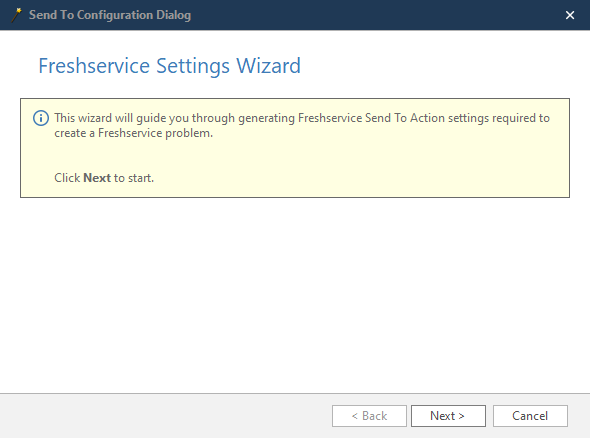 Send To Configuration Dialog
Freshservice Settings Wizard
This wizard will guide you through generating Freshservice Send To Action settings required to
create a Freshservice problem.
Click Next to start.
< Back
Next >
Cancel